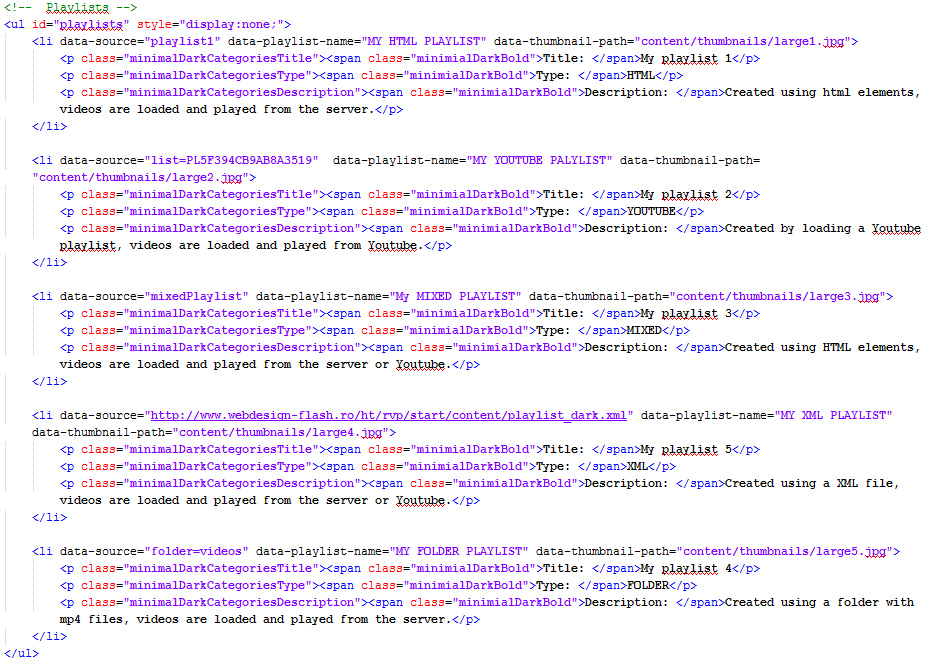 <!--  Playlists -->
<ul id="playlists" style="display:none;">
<li data-source="playlist1" data-playlist-name="MY HTML PLAYLIST" data-thumbnail-path="content/thumbnails/large1.jpg">
<p class="minimalDarkCategoriesTitle"><span class="minimialDarkBold">Title: </span>My playlist 1</p>
<p class="minimalDarkCategoriesType"><span class="minimialDarkBold">Type: </span>HTML</p>
<p class="minimalDarkCategoriesDescription"><span class="minimialDarkBold">Description: </span>Created using html elements,
videos are loaded and played from the server.</p>
</li>
<li data-source="list=PL5F394CB9AB8A3519"  data-playlist-name="MY YOUTUBE PALYLIST" data-thumbnail-path=
"content/thumbnails/large2.jpg">
<p class="minimalDarkCategoriesTitle"><span class="minimialDarkBold">Title: </span>My playlist 2</p>
<p class="minimalDarkCategoriesType"><span class="minimialDarkBold">Type: </span>YOUTUBE</p>
<p class="minimalDarkCategoriesDescription"><span class="minimialDarkBold">Description: </span>Created by loading a Youtube
playlist, videos are loaded and played from Youtube.</p>
</li>
<li data-source="mixedPlaylist" data-playlist-name="My MIXED PLAYLIST" data-thumbnail-path="content/thumbnails/large3.jpg">
<p class="minimalDarkCategoriesTitle"><span class="minimialDarkBold">Title: </span>My playlist 3</p>
<p class="minimalDarkCategoriesType"><span class="minimialDarkBold">Type: </span>MIXED</p>
<p class="minimalDarkCategoriesDescription"><span class="minimialDarkBold">Description: </span>Created using HTML elements,
videos are loaded and played from the server or Youtube.</p>
</li>
<li data-source="http://www.webdesign-flash.ro/ht/rvp/start/content/playlist_dark.xml" data-playlist-name="MY XML PLAYLIST"
data-thumbnail-path="content/thumbnails/large4.jpg">
<p class="minimalDarkCategoriesTitle"><span class="minimialDarkBold">Title: </span>My playlist 5</p>
<p class="minimalDarkCategoriesType"><span class="minimialDarkBold">Type: </span>XML</p>
<p class="minimalDarkCategoriesDescription"><span class="minimialDarkBold">Description: </span>Created using a XML file,
videos are loaded and played from the server or Youtube.</p>
</li>
<li data-source="folder=videos" data-playlist-name="MY FOLDER PLAYLIST" data-thumbnail-path="content/thumbnails/large5.jpg">
<p class="minimalDarkCategoriesTitle"><span class="minimialDarkBold">Title: </span>My playlist 4</p>
<p class="minimalDarkCategoriesType"><span class="minimialDarkBold">Type: </span>FOLDER</p>
<p class="minimalDarkCategoriesDescription"><span class="minimialDarkBold">Description: </span>Created using a folder with
mp4 files, videos are loaded and played from the server.</p>
</li>
</ul>